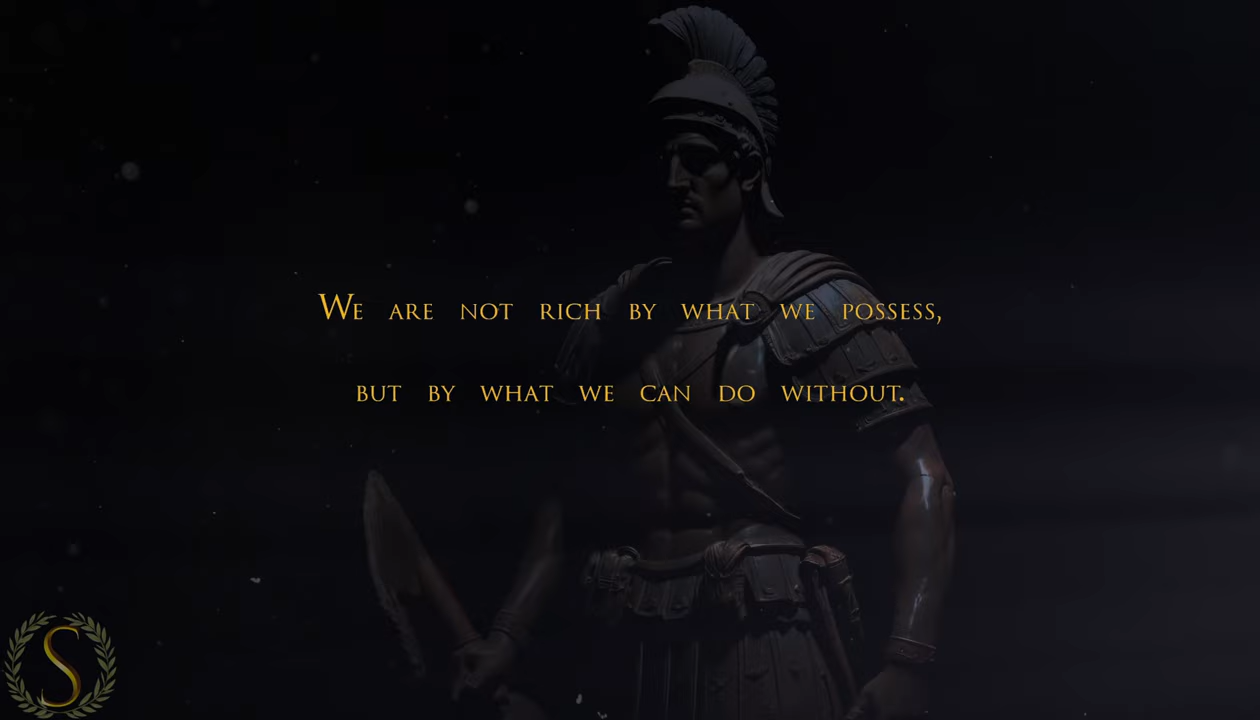 We are not rich by what we possess,
but by what we can do without.
S